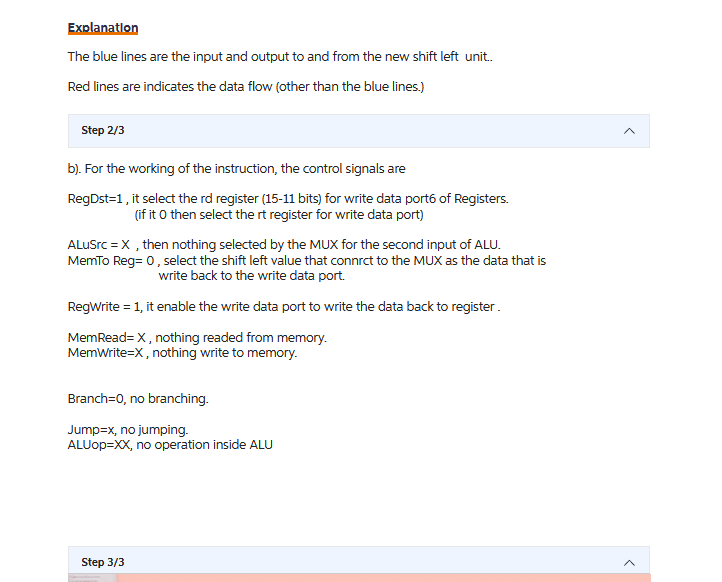 Explanation
The blue lines are the input and output to and from the new shift left unit..
Red lines are indicates the data flow (other than the blue lines.)
Step 2/3
b). For the working of the instruction, the control signals are
RegDst=1 , it select the rd register (15-11 bits) for write data port6 of Registers.
(if it 0 then select the rt register for write data port)
ALuSrc = X , then nothing selected by the MUX for the second input of ALU.
MemTo Reg= 0 , select the shift left value that connrct to the MUX as the data that is
write back to the write data port.
RegWrite = 1, it enable the write data port to write the data back to register .
MemRead= X , nothing readed from memory.
MemWrite=X , nothing write to memory.
Branch=0, no branching.
Jump=x, no jumping.
ALUop=XX, no operation inside ALU
Step 3/3